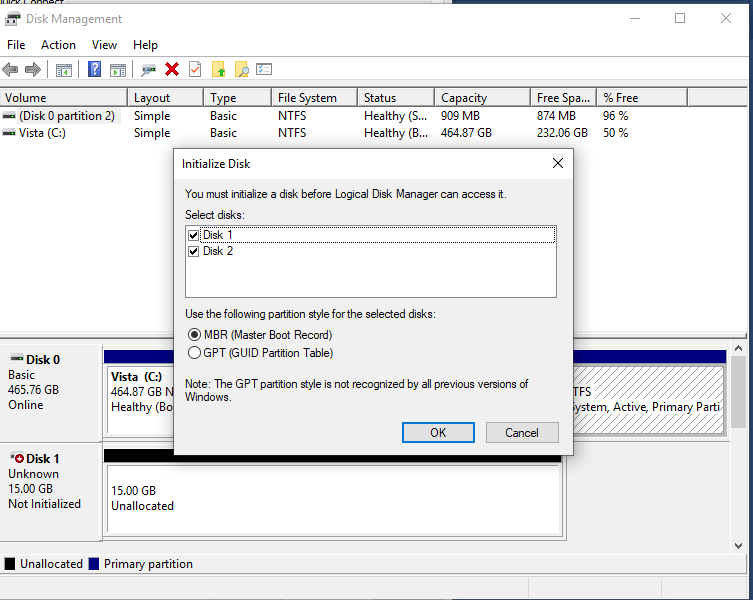 Quick Connect
Disk Management
File Action View Help
Volume Layout Type File System Status Capacity Free Spa... % Free
(Disk 0 partition 2) Simple Basic NTFS Healthy (S... 909 MB 874 MB 96 %
Vista (C:) Simple Basic NTFS Healthy (B... 464.87 GB 232.06 GB 50 %
Initialize Disk
You must initialize a disk before Logical Disk Manager can access it.
Select disks:
Disk 1
Disk 2
Use the following partition style for the selected disks:
MBR (Master Boot Record)
GPT (GUID Partition Table)
Note: The GPT partition style is not recognized by all previous versions of
Windows.
OK Cancel
Disk 0
Basic
465.76 GB
Online
Vista (C:)
464.87 GB N
Healthy (Bo
TFS
System, Active, Primary Parti
Disk 1
Unknown
15.00 GB
Not Initialized
15.00 GB
Unallocated
Unallocated Primary partition